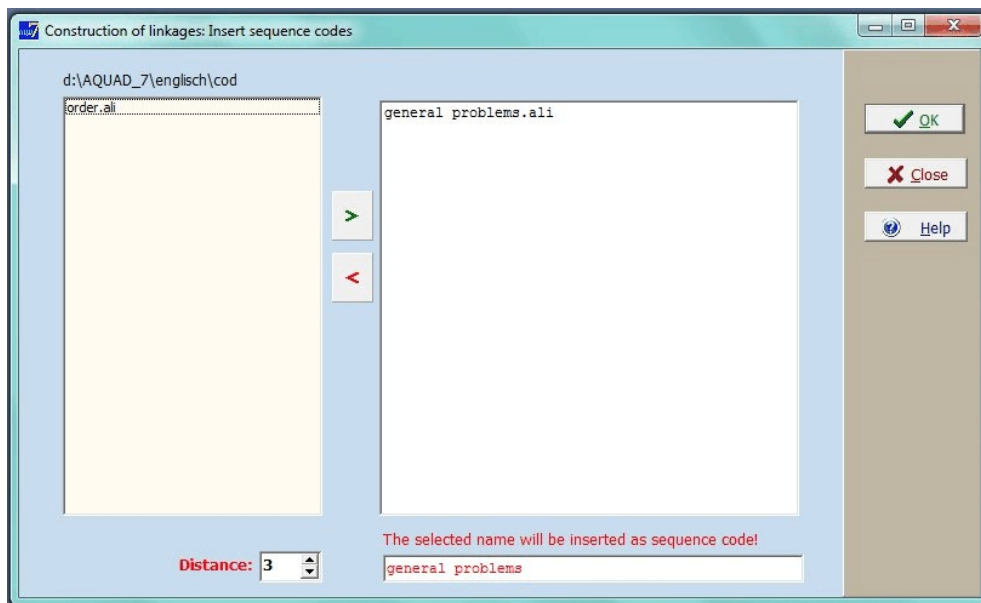 Construction of linkages: Insert sequence codes
d:\AQUAD_7\englisch\cod
order.ali
general problems.ali
>
<
OK
Close
Help
The selected name will be inserted as sequence code!
Distance: 3
general problems